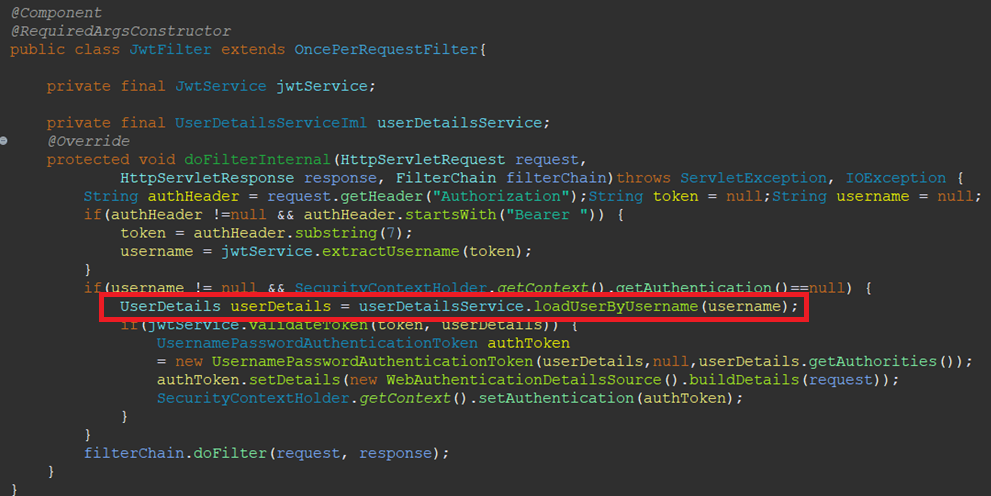 @Component
@RequiredArgsConstructor
public class JwtFilter extends OncePerRequestFilter{
private final JwtService jwtService;
private final UserDetailsServiceIml userDetailsService;
@Override
protected void doFilterInternal(HttpServletRequest request,
HttpServletResponse response, FilterChain filterChain)throws ServletException, IOException {
String authHeader = request.getHeader("Authorization");String token = null;String username = null;
if(authHeader !=null && authHeader.startsWith("Bearer ")) {
token = authHeader.substring(7);
username = jwtService.extractUsername(token);
}
if(username != null && SecurityContextHolder.getContext().getAuthentication()==null) {
UserDetails userDetails = userDetailsService.loadUserByUsername(username);
if(jwtService.validateToken(token, userDetails)) {
UsernamePasswordAuthenticationToken authToken
= new UsernamePasswordAuthenticationToken(userDetails,null,userDetails.getAuthorities());
authToken.setDetails(new WebAuthenticationDetailsSource().buildDetails(request));
SecurityContextHolder.getContext().setAuthentication(authToken);
}
}
filterChain.doFilter(request, response);
}
}